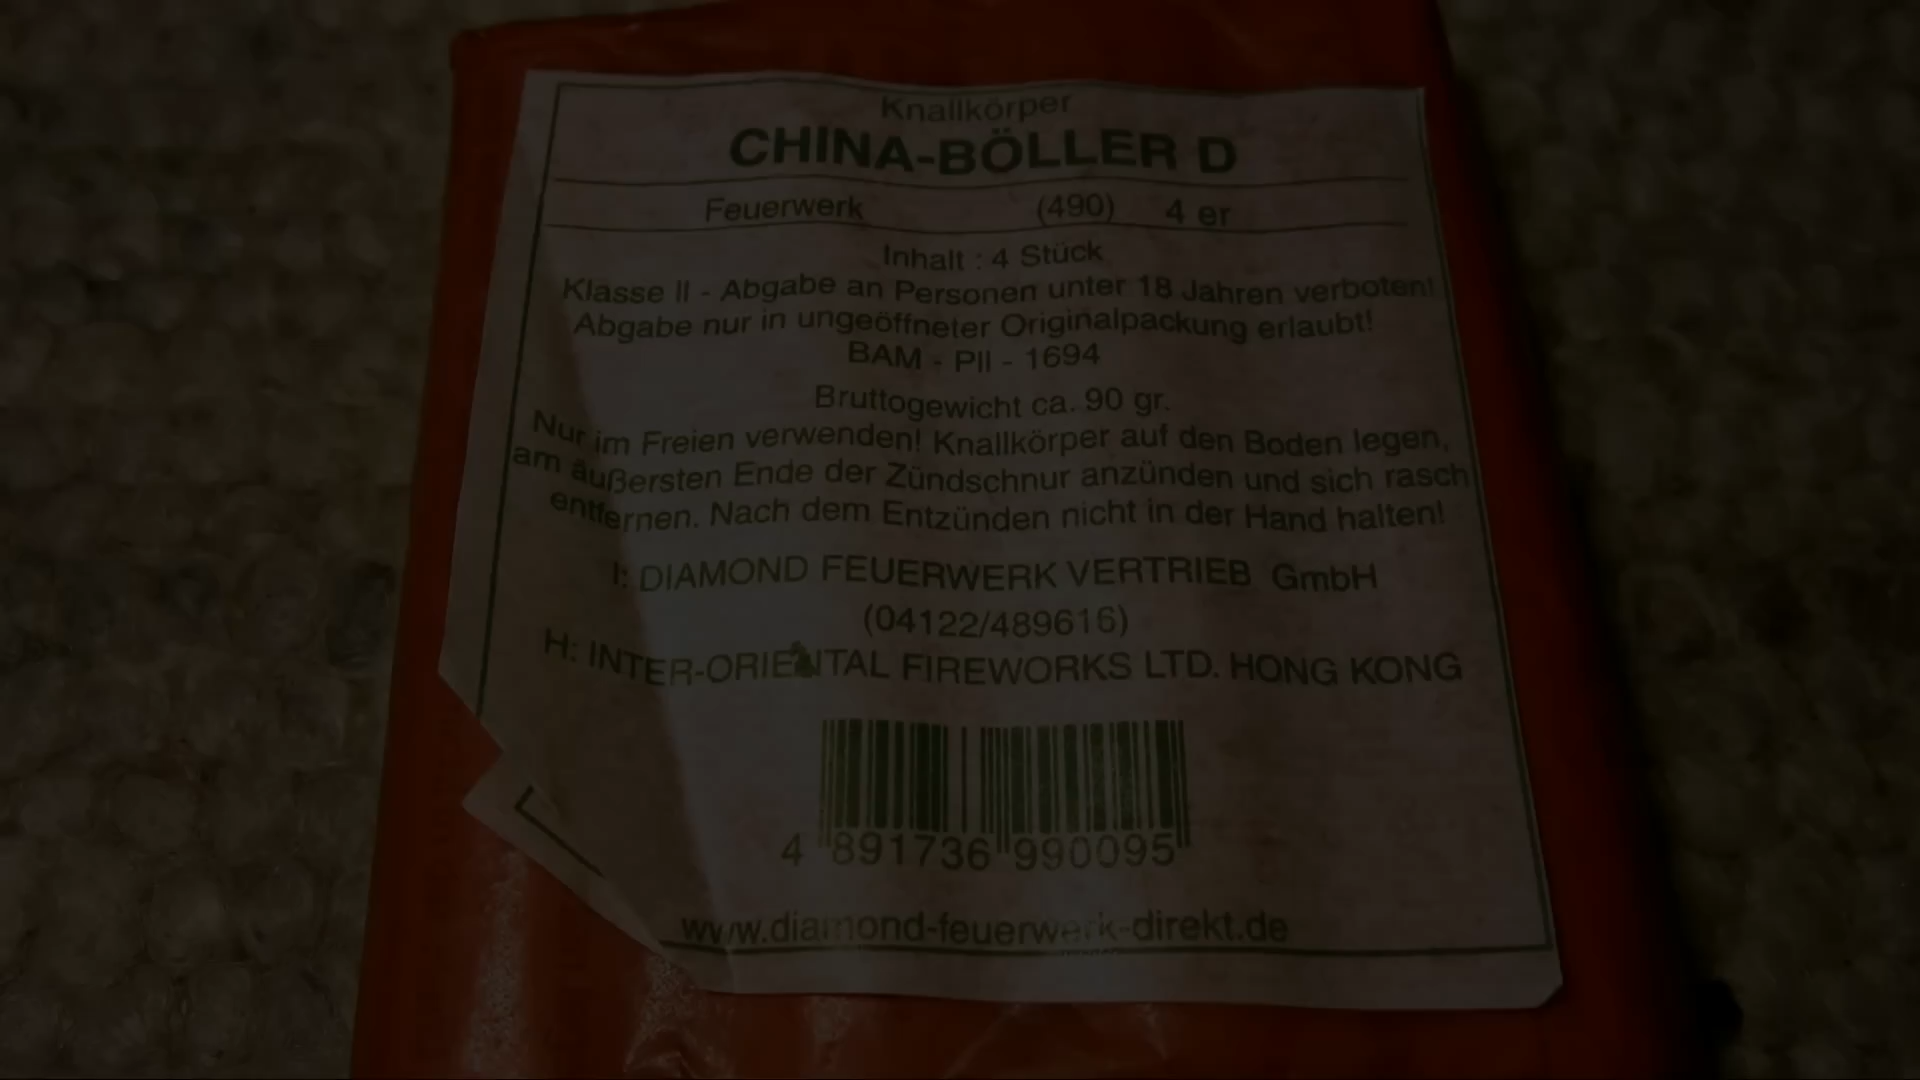 Knallkörper
CHINA-BÖLLER D
Feuerwerk (490) 4 er
Inhalt : 4 Stück
Klasse II - Abgabe an Personen unter 18 Jahren verboten!
Abgabe nur in ungeöffneter Originalpackung erlaubt!
BAM - PII - 1694
Bruttogewicht ca. 90 gr.
Nur im Freien verwenden! Knallkörper auf den Boden legen,
am äußersten Ende der Zündschnur anzünden und sich rasch
entfernen. Nach dem Entzünden nicht in der Hand halten!
I: DIAMOND FEUERWERK VERTRIEB GmbH
(04122/489616)
H: INTER-ORIENTAL FIREWORKS LTD. HONG KONG
4 891736 990095
www.diamond-feuerwerk-direkt.de